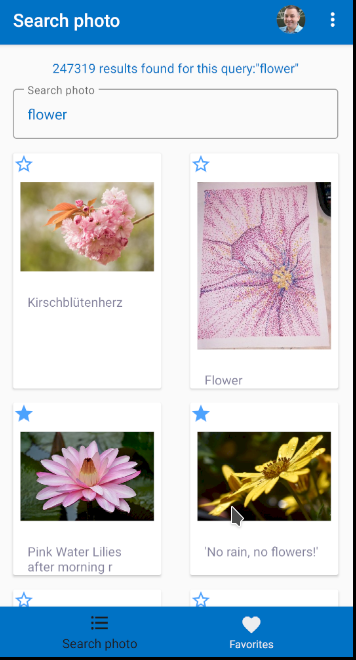 Search photo
247319 results found for this query:"flower"
Search photo
flower
Kirschblütenherz
Flower
Pink Water Lilies
after morning r
'No rain, no flowers!'
Search photo
Favorites